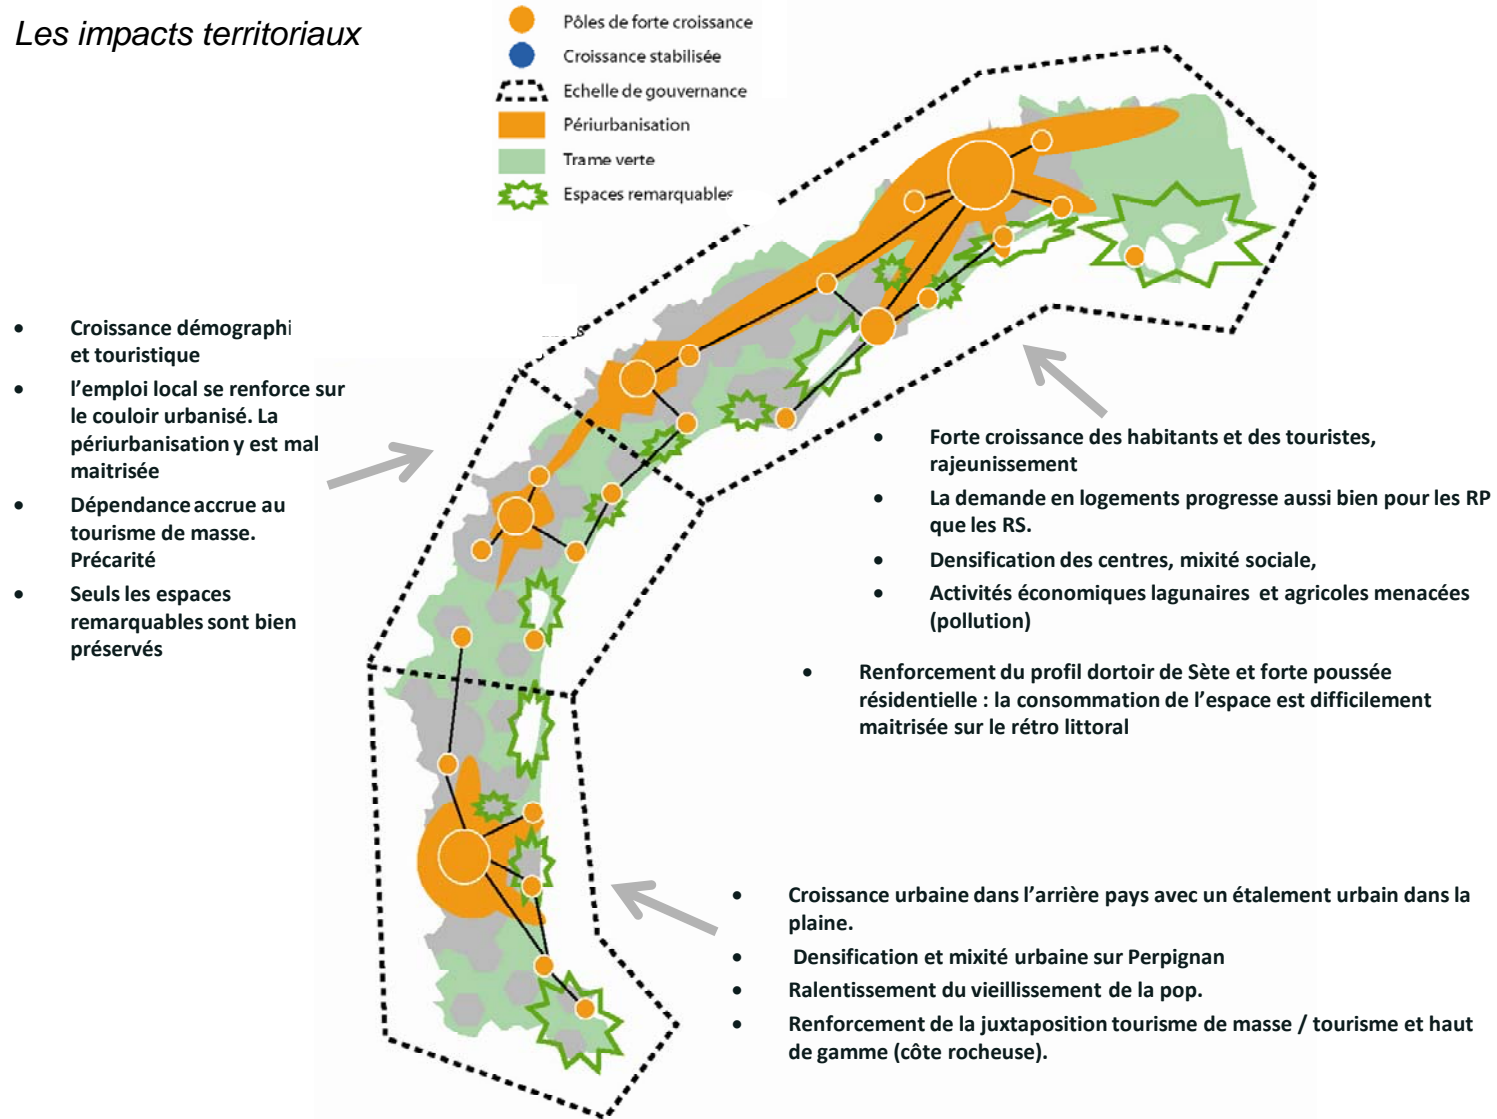 Les impacts territoriaux
Pôles de forte croissance
Croissance stabilisée
Echelle de gouvernance
Périurbanisation
Trame verte
Espaces remarquables
• Croissance démographi
et touristique
• l’emploi local se renforce sur
le couloir urbanisé. La
périurbanisation y est mal
maitrisée
• Dépendance accrue au
tourisme de masse.
Précarité
• Seuls les espaces
remarquables sont bien
préservés
• Forte croissance des habitants et des touristes,
rajeunissement
• La demande en logements progresse aussi bien pour les RP
que les RS.
• Densification des centres, mixité sociale,
• Activités économiques lagunaires et agricoles menacées
(pollution)
• Renforcement du profil dortoir de Sète et forte poussée
résidentielle : la consommation de l’espace est difficilement
maitrisée sur le rétro littoral
• Croissance urbaine dans l’arrière pays avec un étalement urbain dans la
plaine.
• Densification et mixité urbaine sur Perpignan
• Ralentissement du vieillissement de la pop.
• Renforcement de la juxtaposition tourisme de masse / tourisme et haut
de gamme (côte rocheuse).